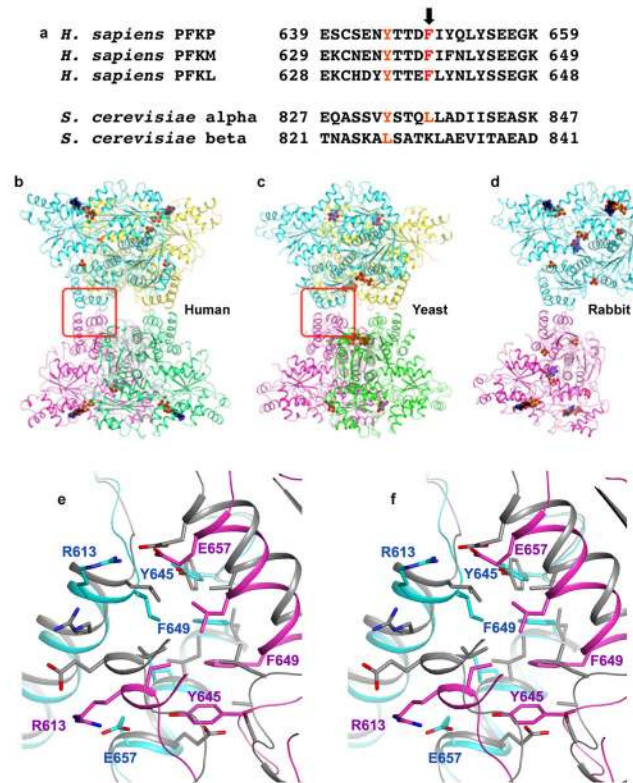 a H. sapiens PFKP 639 ESCSENYTTDFIYQLYSEEGK 659
H. sapiens PFKM 629 EKCNENYTTDFIFNLYSEEGK 649
H. sapiens PFKL 628 EKCHDYYTTEFLYNLYSSEGK 648
S. cerevisiae alpha 827 EQASSVYSTQLLADIISEASK 847
S. cerevisiae beta 821 TNASKALSATKLAEVITAEAD 841
b c d
Human Yeast Rabbit
e f
E657 E657
R613 Y645 R613 Y645
F649 F649
F649 F649
Y645 Y645
R613 R613
E657 E657